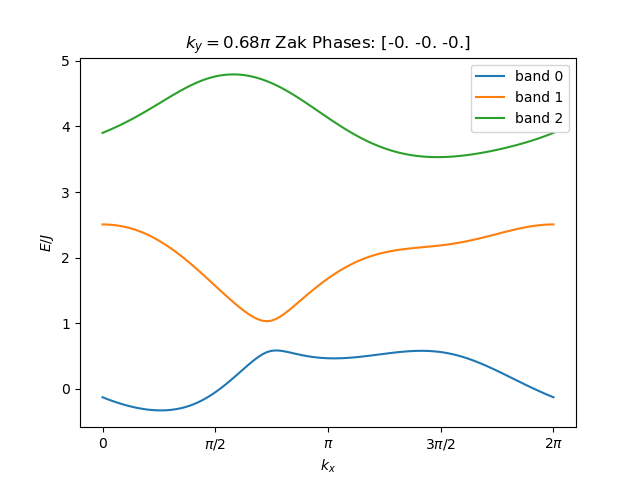 $k_y = 0.68\pi$ Zak Phases: [-0. -0. -0.]
band 0
band 1
band 2
E/J
5
4
3
2
1
0
0
π/2
π
3π/2
2π
$k_x$